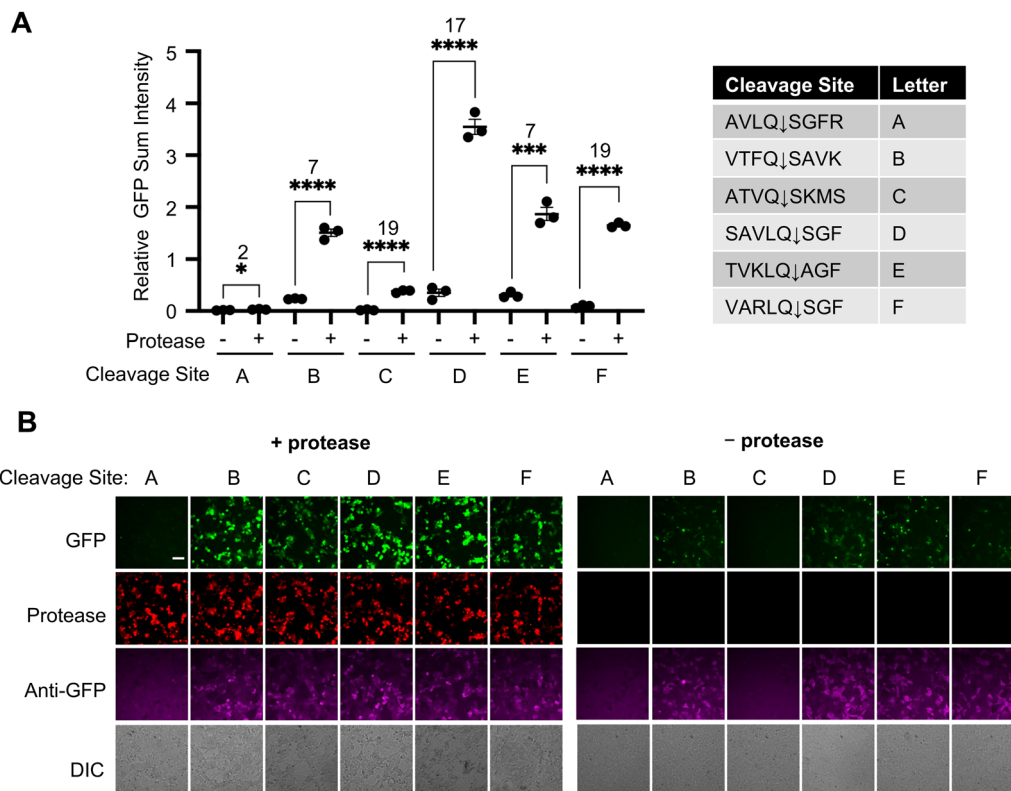 A
Relative GFP Sum Intensity
5
4
3
2
1
0
2
*
7
****
19
****
17
****
7
***
19
****
Protease - + - + - + - + - + - +
Cleavage Site A B C D E F
Cleavage Site Letter
AVLQ↓SGFR A
VTFQ↓SAVK B
ATVQ↓SKMS C
SAVLQ↓SGF D
TVKLQ↓AGF E
VARLQ↓SGF F
B
+ protease – protease
Cleavage Site: A B C D E F A B C D E F
GFP
Protease
Anti-GFP
DIC